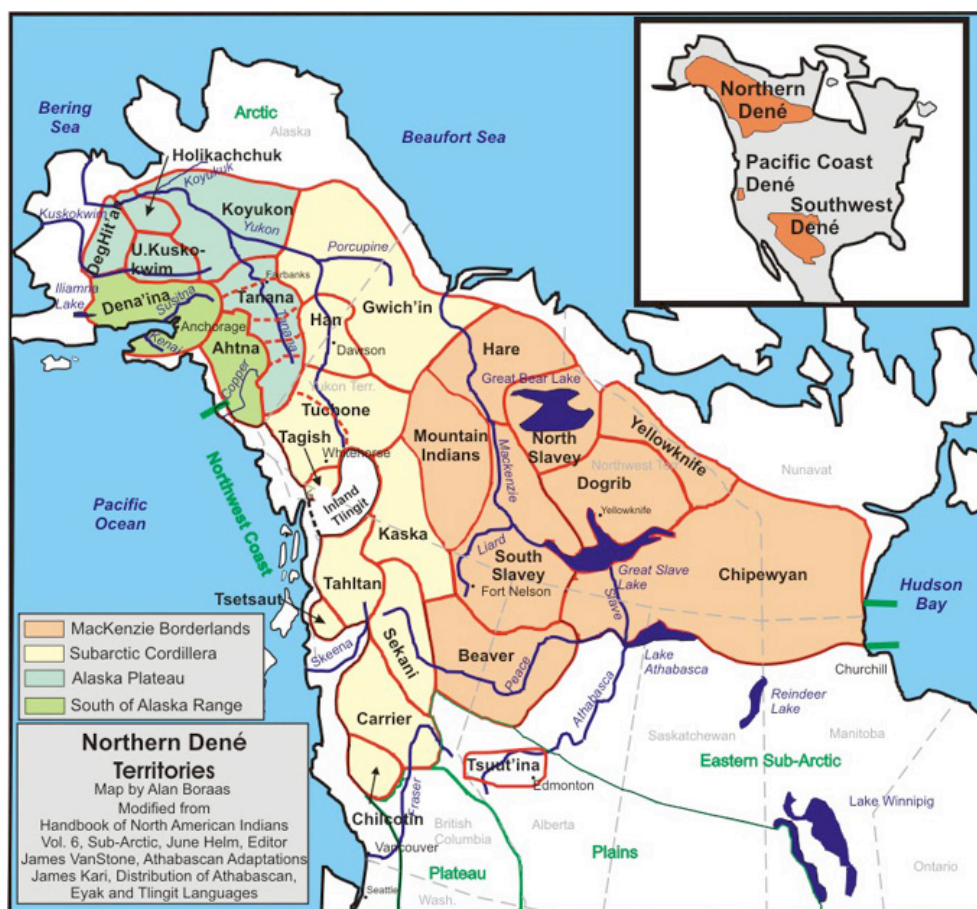 Bering
Sea
Arctic
Alaska
Beaufort Sea
Holikachchuk
Koyukuk
Kuskokwim
DegHit'an
Koyukon
Yukon
U.Kusko-
kwim
Porcupine
Iliamna
Lake
Dena'ina
Susitna
Fairbanks
Tanana
Tanana
Gwich'in
Han
Anchorage
Kenai
Ahtna
Dawson
Copper
Yukon Terr.
Tuchone
Tagish
Whitehorse
Inland
Tlingit
Hare
Great Bear Lake
Mountain
Indians
North
Slavey
Mackenzie
Yellowknife
Northwest Terr.
Dogrib
Yellowknife
Nunavat
Pacific
Ocean
Northwest Coast
Kaska
Liard
South
Slavey
Fort Nelson
Great Slave
Lake
Slave
Chipewyan
Hudson
Bay
Tahltan
Tsetsaut
Skeena
Sekani
Beaver
Peace
Athabasca
Lake
Athabasca
Churchill
Reindeer
Lake
Carrier
Saskatchewan
Manitoba
Eastern Sub-Arctic
Tsuut'ina
Edmonton
Chilcotin
Fraser
British
Columbia
Alberta
Plains
Lake Winnipig
Ontario
Vancouver
Plateau
Seattle
Wash.
Northern
Dené
Pacific Coast
Dené
Southwest
Dené
MacKenzie Borderlands
Subarctic Cordillera
Alaska Plateau
South of Alaska Range
Northern Dené
Territories
Map by Alan Boraas
Modified from
Handbook of North American Indians
Vol. 6, Sub-Arctic, June Helm, Editor
James VanStone, Athabascan Adaptations
James Kari, Distribution of Athabascan,
Eyak and Tlingit Languages